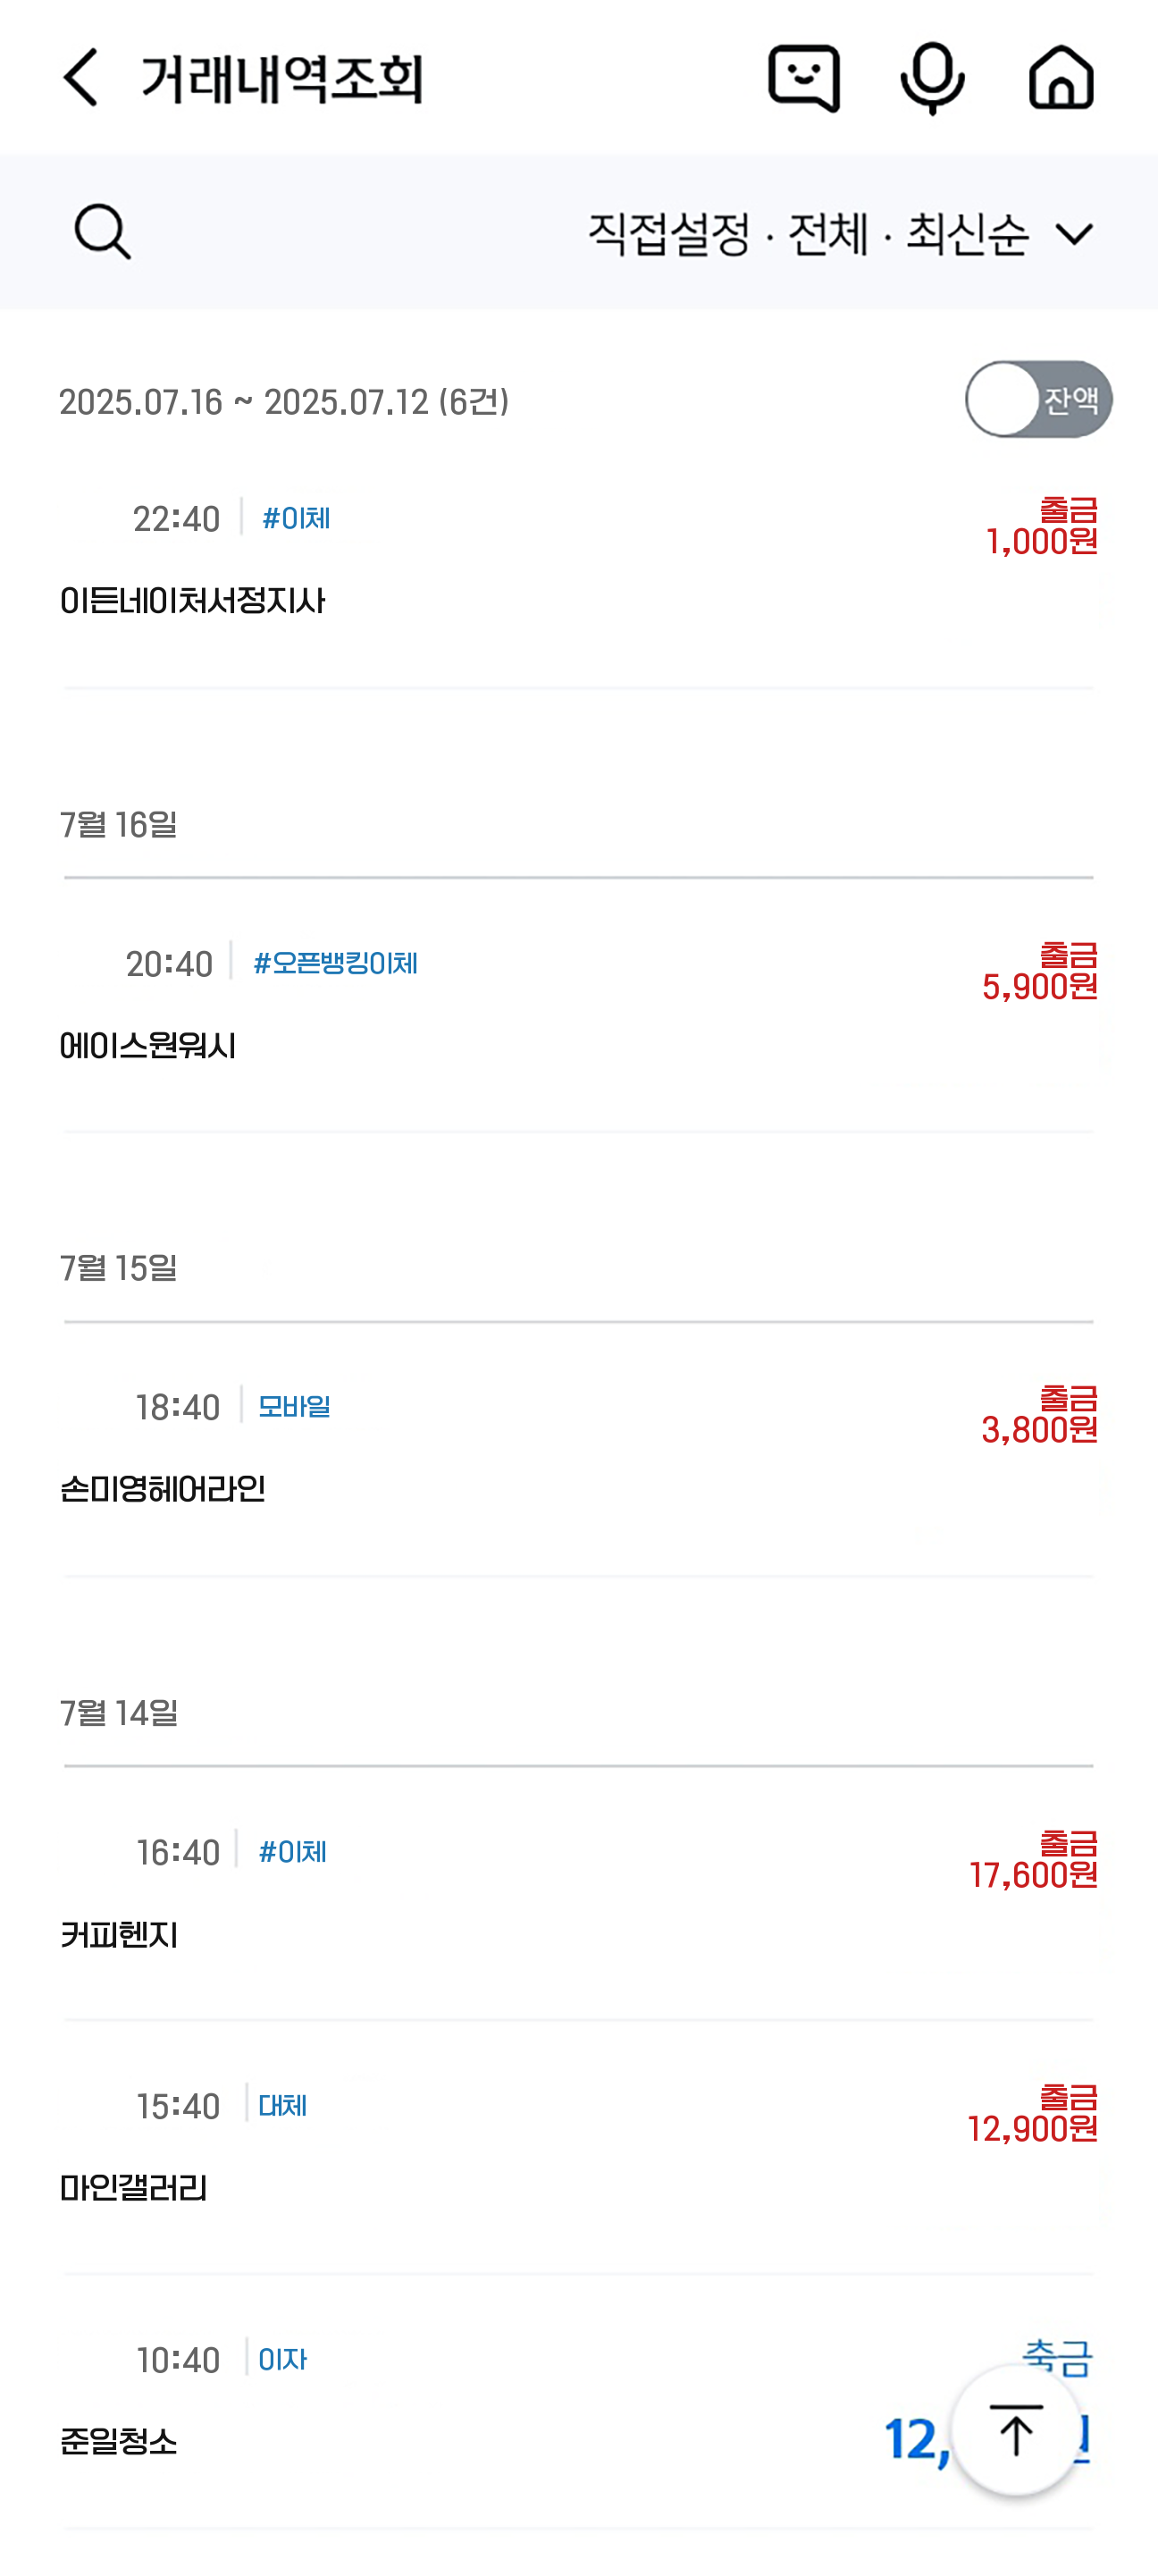 거래내역조회
직접설정 · 전체 · 최신순
2025.07.16 ~ 2025.07.12 (6건)
잔액
22:40 #이체
출금
1,000원
이든네이처서정지사
7월 16일
20:40 #오픈뱅킹이체
출금
5,900원
에이스원워시
7월 15일
18:40 모바일
출금
3,800원
손미영헤어라인
7월 14일
16:40 #이체
출금
17,600원
커피헨지
15:40 대체
출금
12,900원
마인갤러리
10:40 이자
준일청소
12,